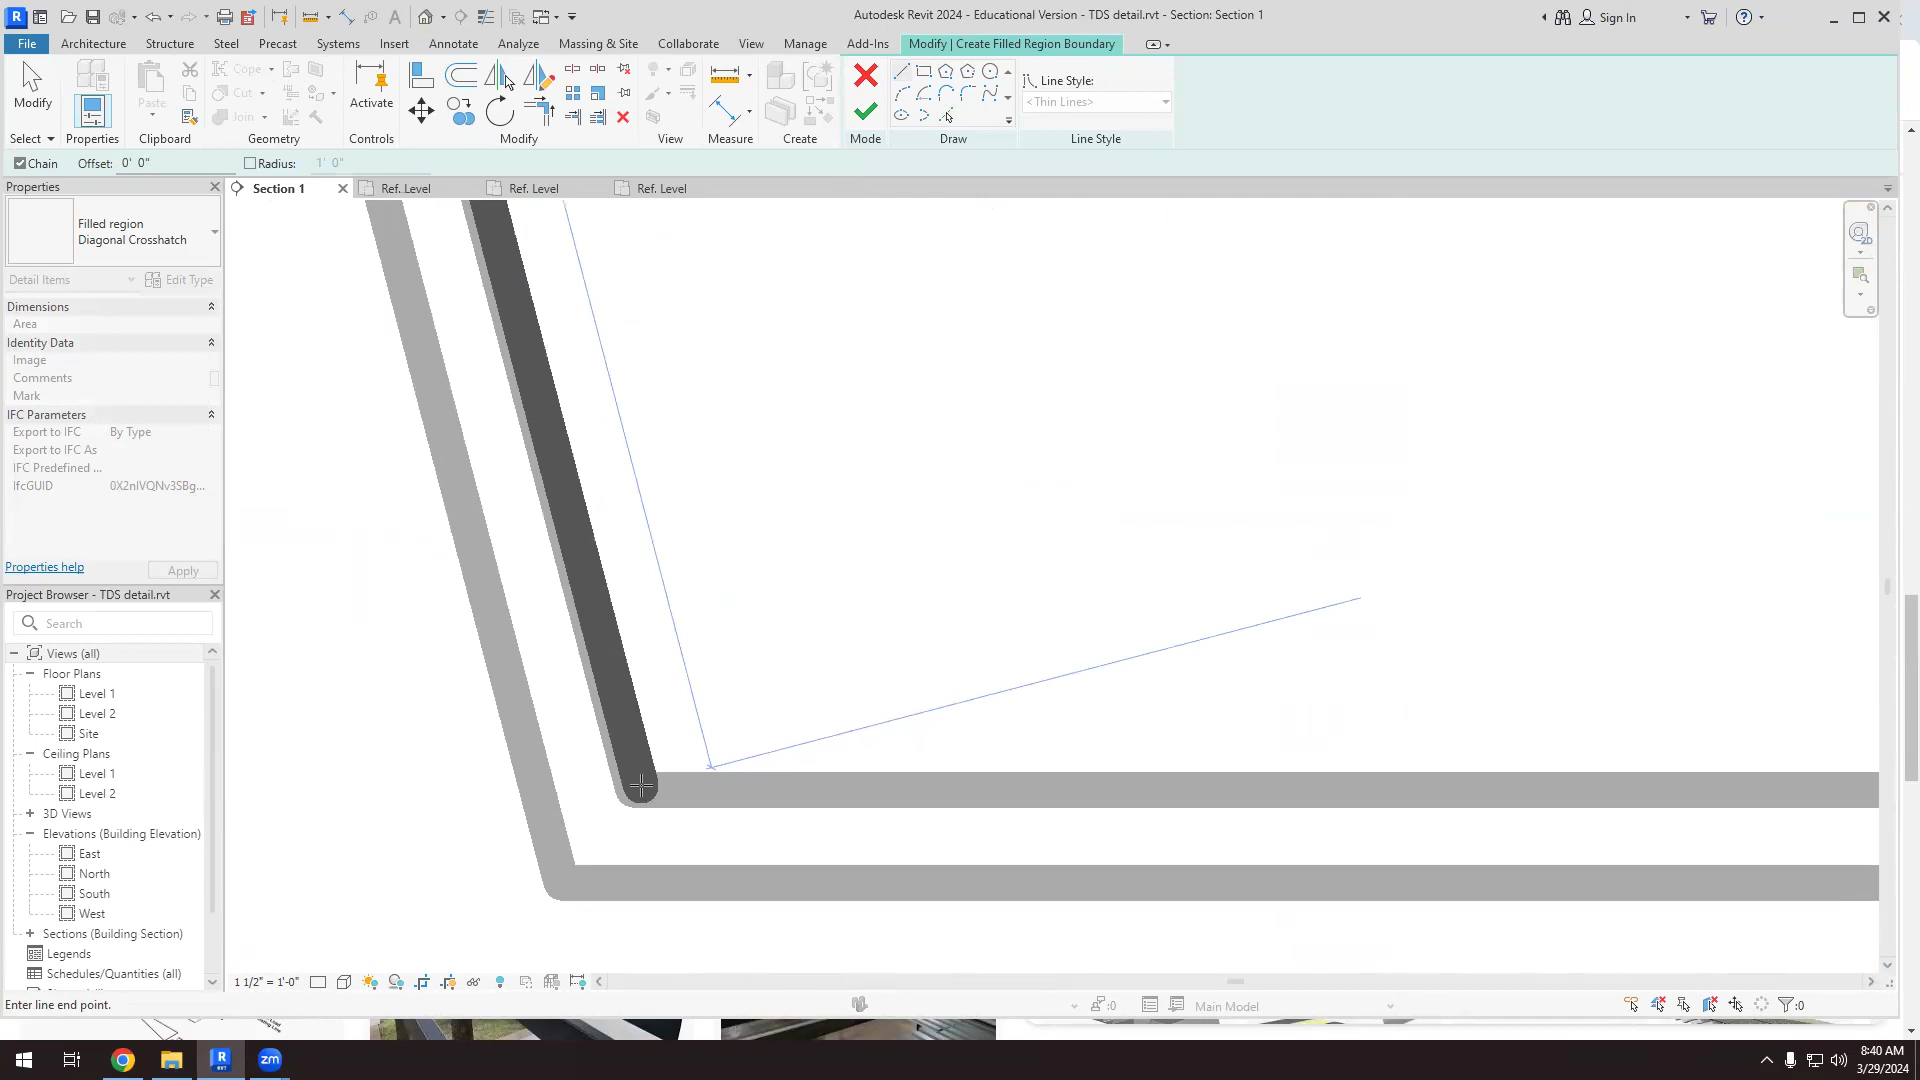 Autodesk Revit 2024 - Educational Version - TDS detail.rvt - Section: Section 1
Sign In
File Architecture Structure Steel Precast Systems Insert Annotate Analyze Massing & Site Collaborate View Manage Add-Ins Modify | Create Filled Region Boundary
Modify
Paste
Cope
Cut
Join
Activate
Line Style:
<Thin Lines>
Select Properties Clipboard Geometry Controls Modify View Measure Create Mode Draw Line Style
Chain Offset: 0' 0" Radius: 1' 0"
Properties
Section 1 Ref. Level Ref. Level Ref. Level
Filled region
Diagonal Crosshatch
Detail Items Edit Type
Dimensions
Area
Identity Data
Image
Comments
Mark
IFC Parameters
Export to IFC By Type
Export to IFC As
IFC Predefined ...
IfcGUID 0X2nIVQNv3SBg...
Properties help Apply
Project Browser - TDS detail.rvt
Search
Views (all)
Floor Plans
Level 1
Level 2
Site
Ceiling Plans
Level 1
Level 2
3D Views
Elevations (Building Elevation)
East
North
South
West
Sections (Building Section)
Legends
Schedules/Quantities (all)
1 1/2" = 1'-0"
Enter line end point.
:0 Main Model :0
8:40 AM
3/29/2024